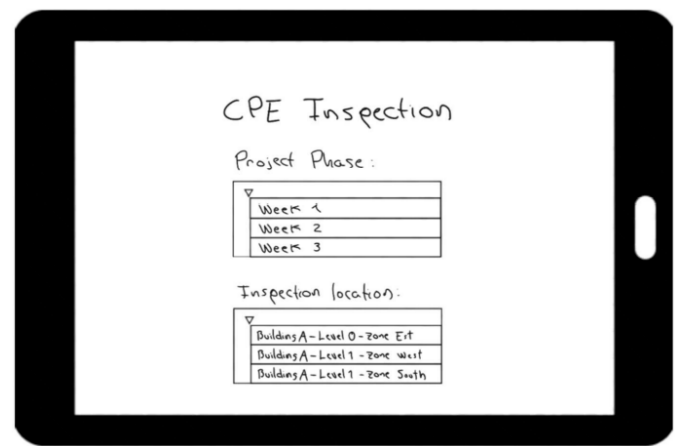 CPE Inspection
Project Phase:
Week 1
Week 2
Week 3
Inspection location:
Building A - Level 0 - Zone Est
Building A - Level 1 - Zone West
Building A - Level 1 - Zone South